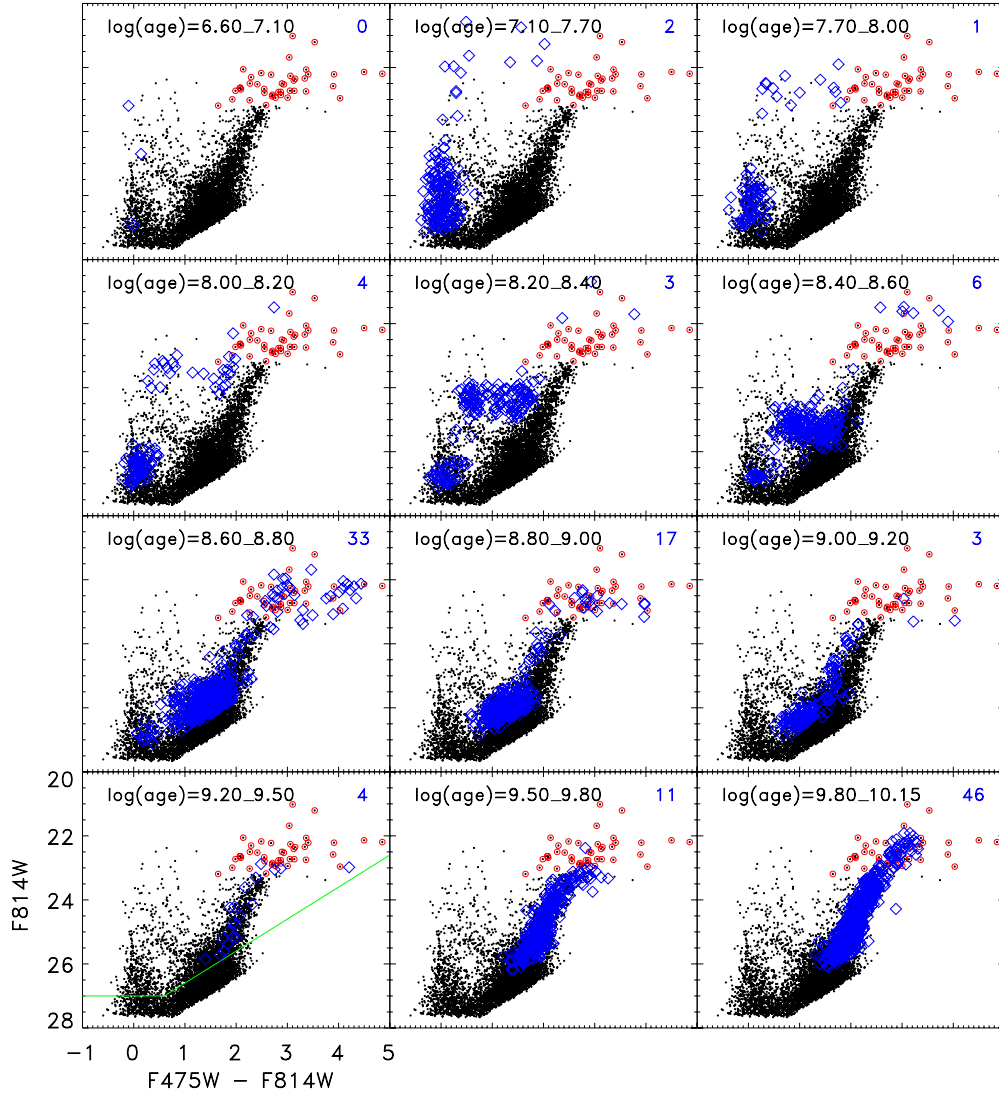 log(age)=6.60_7.10 0
log(age)=7.10_7.70 2
log(age)=7.70_8.00 1
log(age)=8.00_8.20 4
log(age)=8.20_8.40 3
log(age)=8.40_8.60 6
log(age)=8.60_8.80 33
log(age)=8.80_9.00 17
log(age)=9.00_9.20 3
log(age)=9.20_9.50 4
log(age)=9.50_9.80 11
log(age)=9.80_10.15 46
20
22
24
26
28
F814W
-1 0 1 2 3 4 5
F475W - F814W